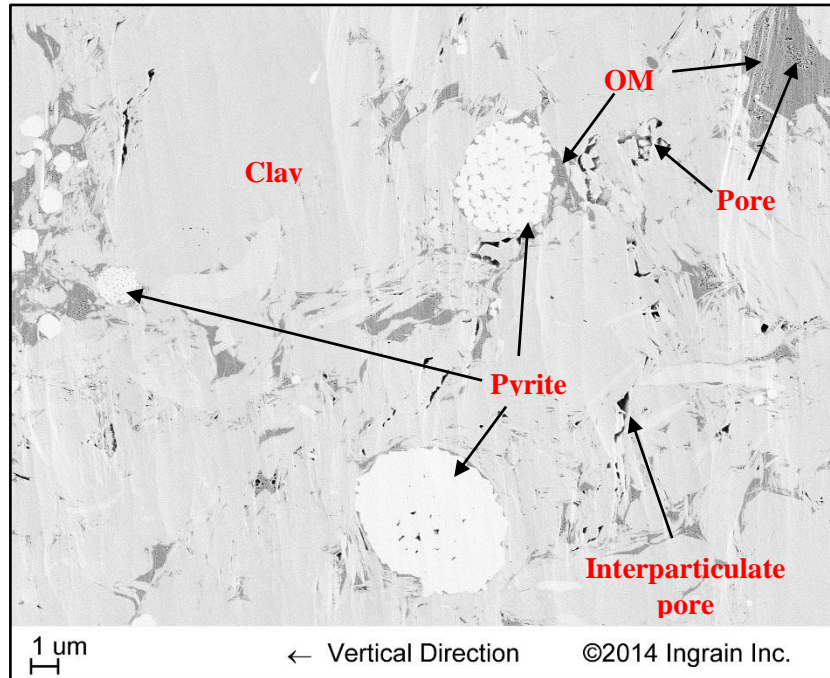 OM
Clay
Pore
Pyrite
Interparticulate
pore
1 um
← Vertical Direction
©2014 Ingrain Inc.